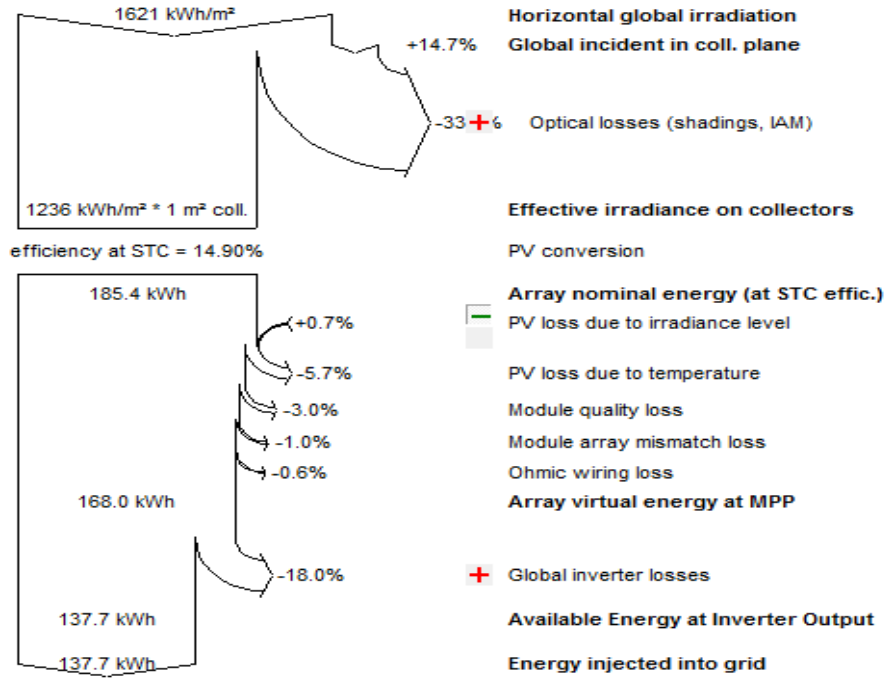 1621 kWh/m² Horizontal global irradiation
+14.7% Global incident in coll. plane
-33 % Optical losses (shadings, IAM)
1236 kWh/m² * 1 m² coll. Effective irradiance on collectors
efficiency at STC = 14.90% PV conversion
185.4 kWh Array nominal energy (at STC effic.)
+0.7% PV loss due to irradiance level
-5.7% PV loss due to temperature
-3.0% Module quality loss
-1.0% Module array mismatch loss
-0.6% Ohmic wiring loss
168.0 kWh Array virtual energy at MPP
-18.0% Global inverter losses
137.7 kWh Available Energy at Inverter Output
137.7 kWh Energy injected into grid